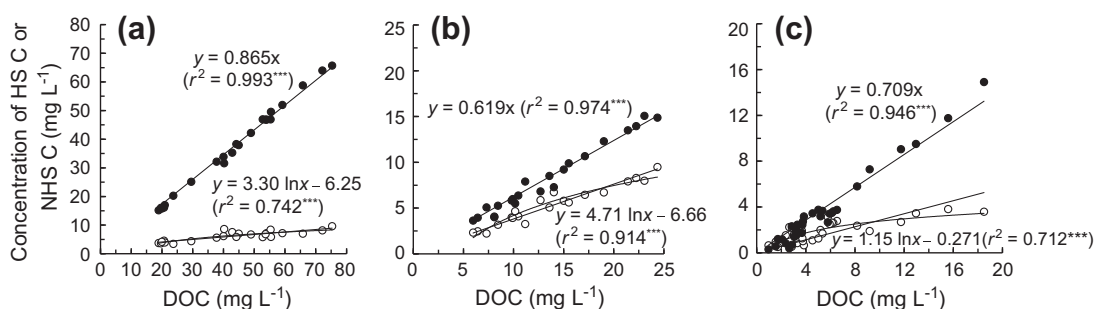 (a)
(b)
(c)
Concentration of HS C or
NHS C (mg L⁻¹)
80
70
60
50
40
30
20
10
0
y = 0.865x
(r² = 0.993***)
y = 3.30 lnx – 6.25
(r² = 0.742***)
0 10 20 30 40 50 60 70 80
DOC (mg L⁻¹)
25
20
15
10
5
0
y = 0.619x (r² = 0.974***)
y = 4.71 lnx – 6.66
(r² = 0.914***)
0 5 10 15 20 25
DOC (mg L⁻¹)
20
16
12
8
4
0
y = 0.709x
(r² = 0.946***)
y = 1.15 lnx – 0.271(r² = 0.712***)
0 4 8 12 16 20
DOC (mg L⁻¹)